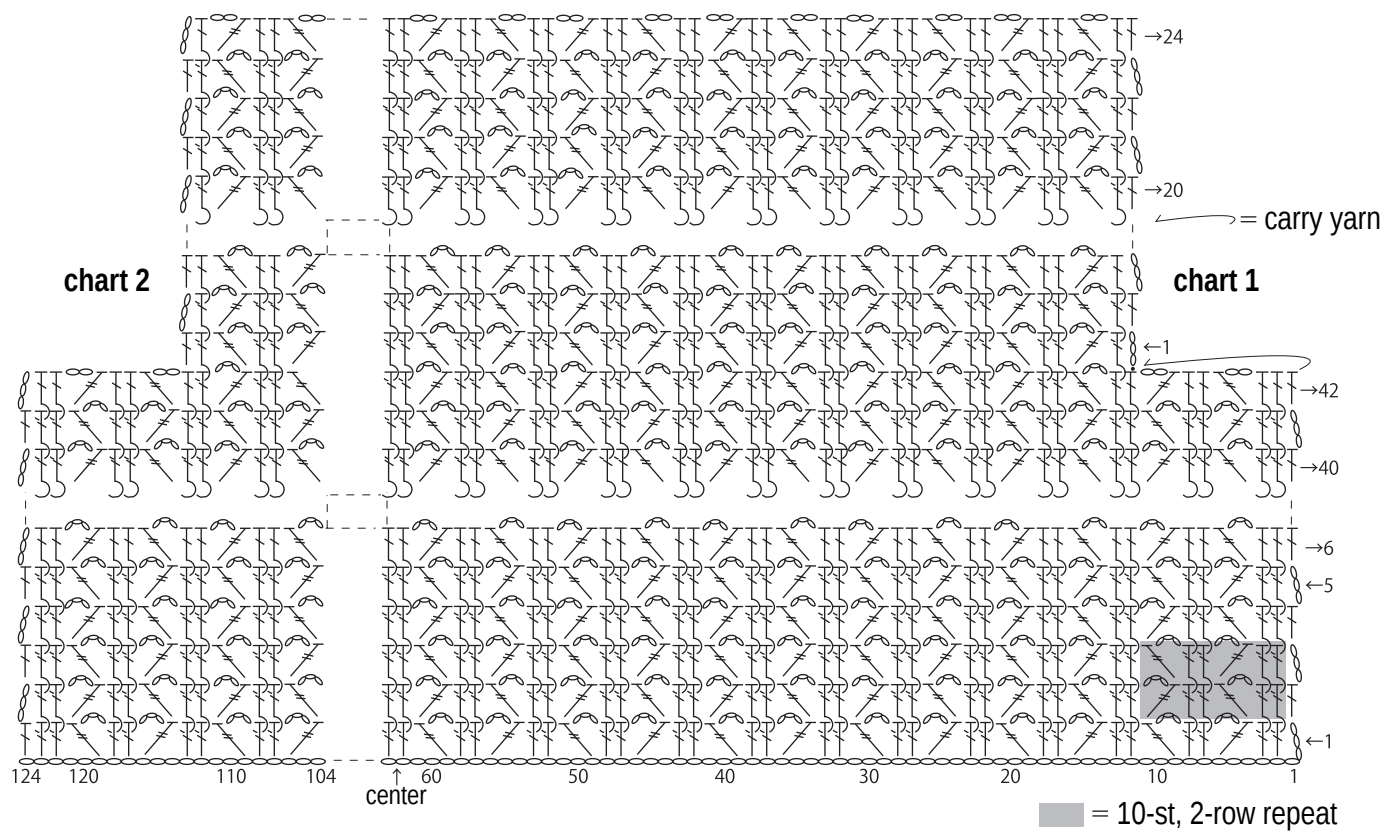 →24
→20
= carry yarn
chart 2
chart 1
←1
→42
→40
→6
←5
←1
124 120 110 104 60 50 40 30 20 10 1
↑
center
= 10-st, 2-row repeat